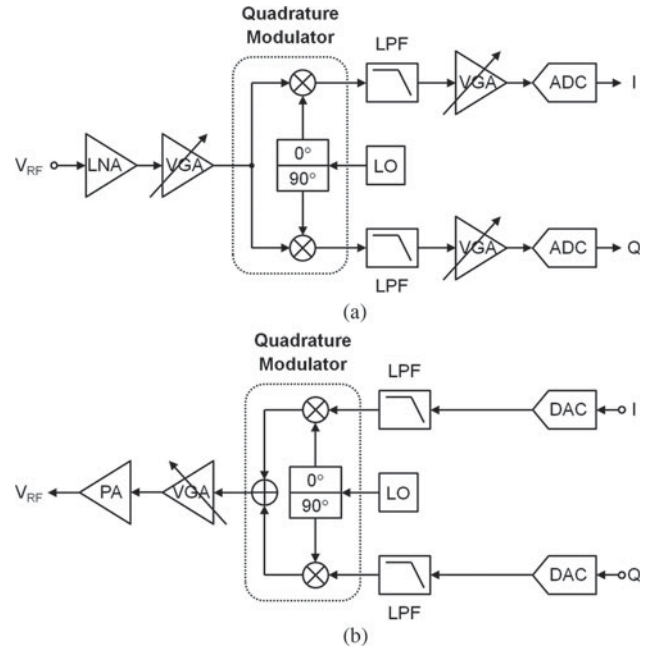 Quadrature
Modulator
LPF
VGA
ADC
I
V_RF
LNA
VGA
0°
90°
LO
VGA
ADC
Q
LPF
(a)
Quadrature
Modulator
LPF
DAC
I
V_RF
PA
VGA
0°
90°
LO
DAC
Q
LPF
(b)